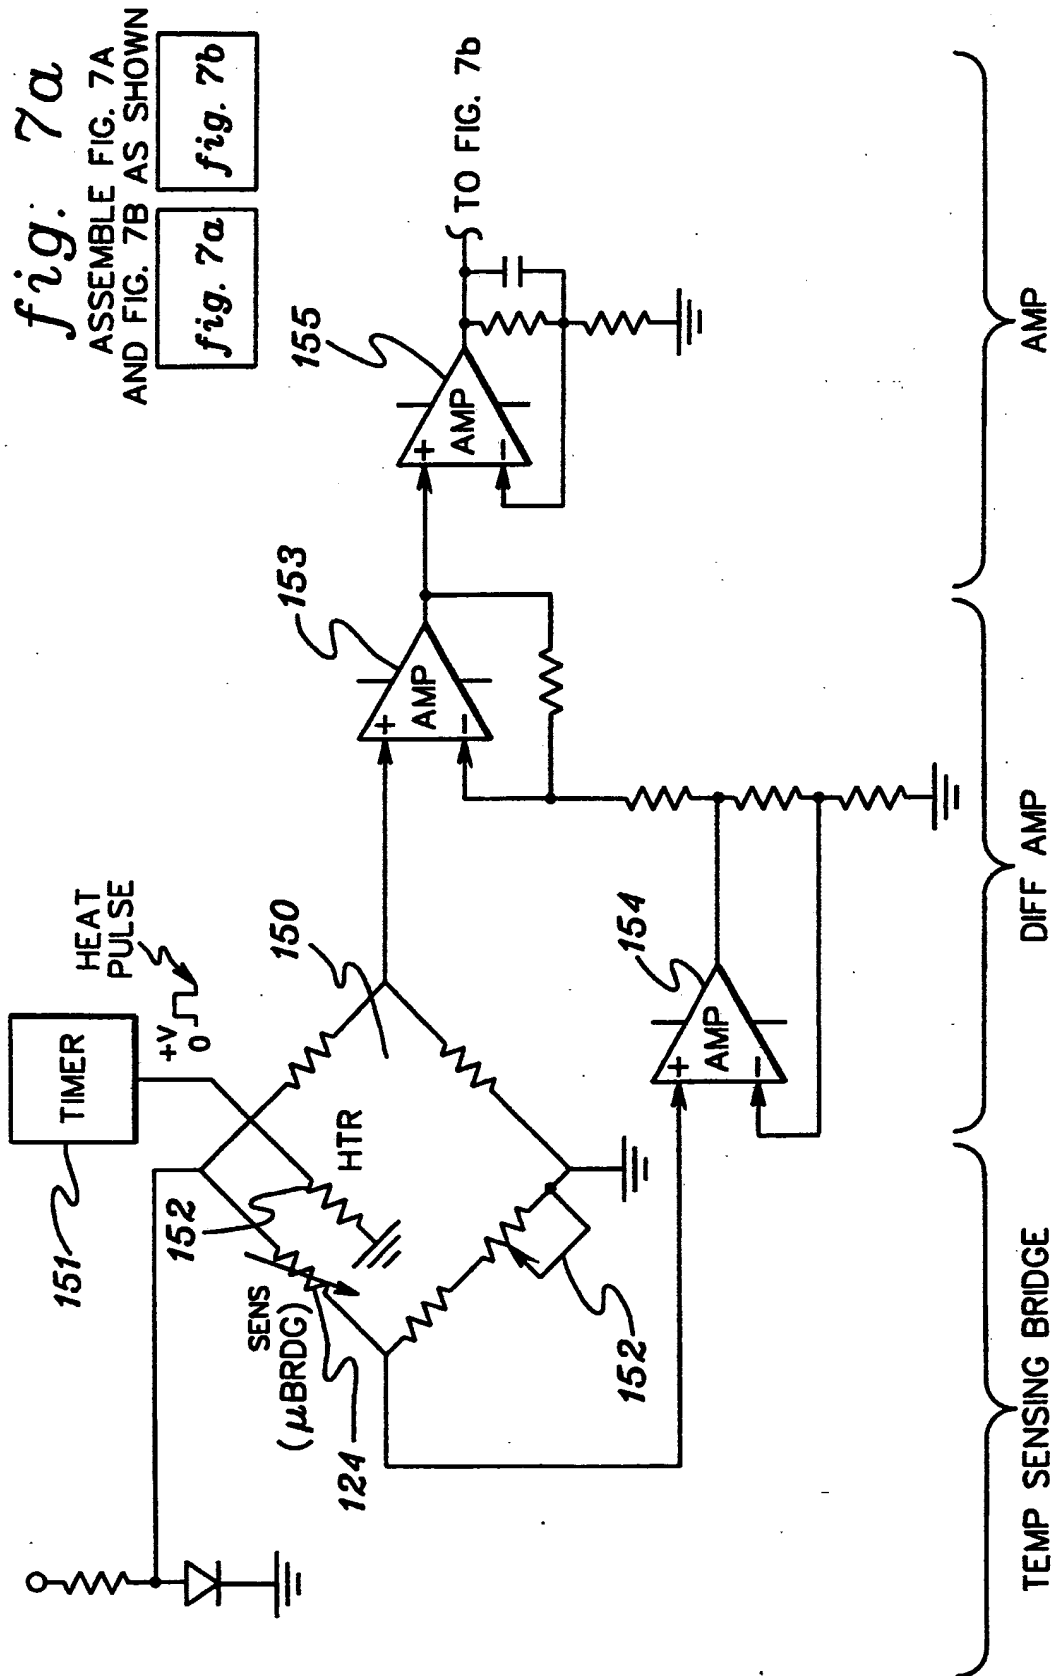 fig. 7a
ASSEMBLE FIG. 7A
AND FIG. 7B AS SHOWN
fig. 7a
fig. 7b
HEAT
PULSE
+V
0
TIMER
151
152
HTR
150
SENS
(μBRDG)
124
152
153
+
AMP
−
154
+
AMP
−
155
+
AMP
−
TO FIG. 7b
TEMP SENSING BRIDGE
DIFF AMP
AMP